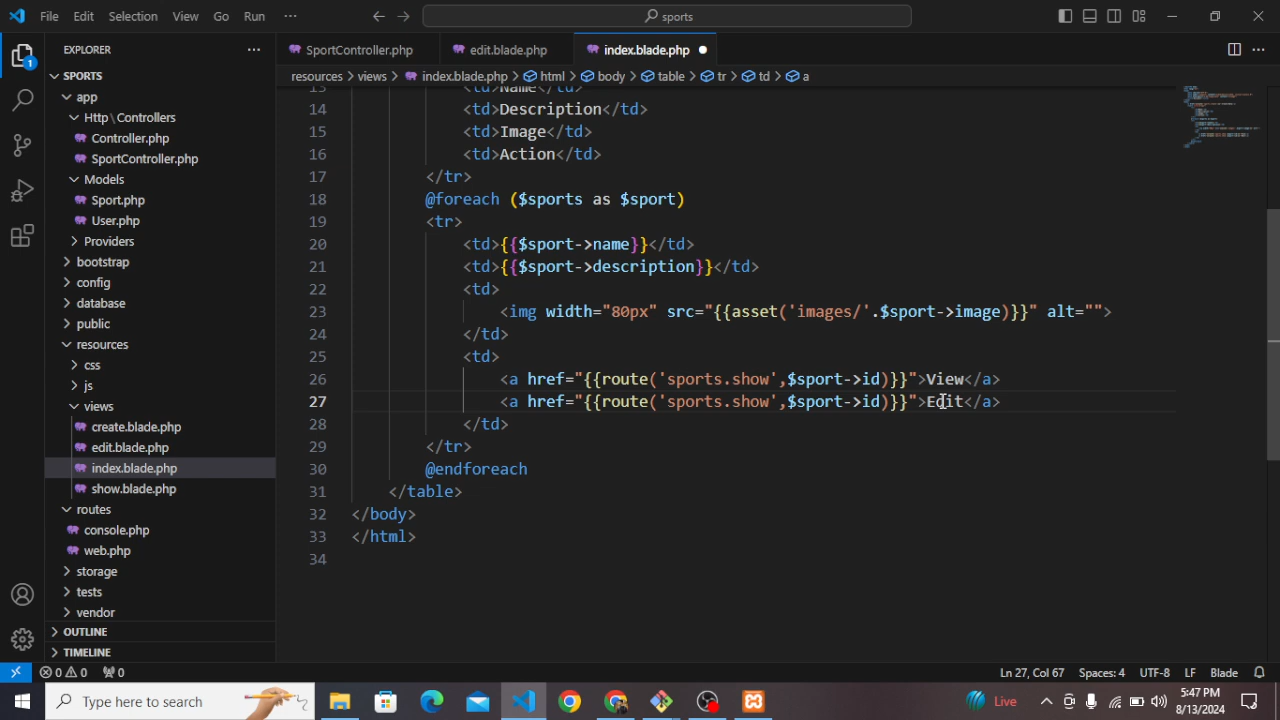 File Edit Selection View Go Run ··· sports
EXPLORER ···
SportController.php edit.blade.php index.blade.php
SPORTS
resources > views > index.blade.php > html > body > table > tr > td > a
app
Http \ Controllers
Controller.php
SportController.php
Models
Sport.php
User.php
Providers
bootstrap
config
database
public
resources
css
js
views
create.blade.php
edit.blade.php
index.blade.php
show.blade.php
routes
console.php
web.php
storage
tests
vendor
OUTLINE
TIMELINE
13 <td>Name</td>
14 <td>Description</td>
15 <td>Image</td>
16 <td>Action</td>
17 </tr>
18 @foreach ($sports as $sport)
19 <tr>
20 <td>{{$sport->name}}</td>
21 <td>{{$sport->description}}</td>
22 <td>
23 <img width="80px" src="{{asset('images/'.$sport->image)}}" alt="">
24 </td>
25 <td>
26 <a href="{{route('sports.show',$sport->id)}}">View</a>
27 <a href="{{route('sports.show',$sport->id)}}">Edit</a>
28 </td>
29 </tr>
30 @endforeach
31 </table>
32 </body>
33 </html>
34
0 0 0 Ln 27, Col 67 Spaces: 4 UTF-8 LF Blade
Type here to search Live 5:47 PM
8/13/2024
1